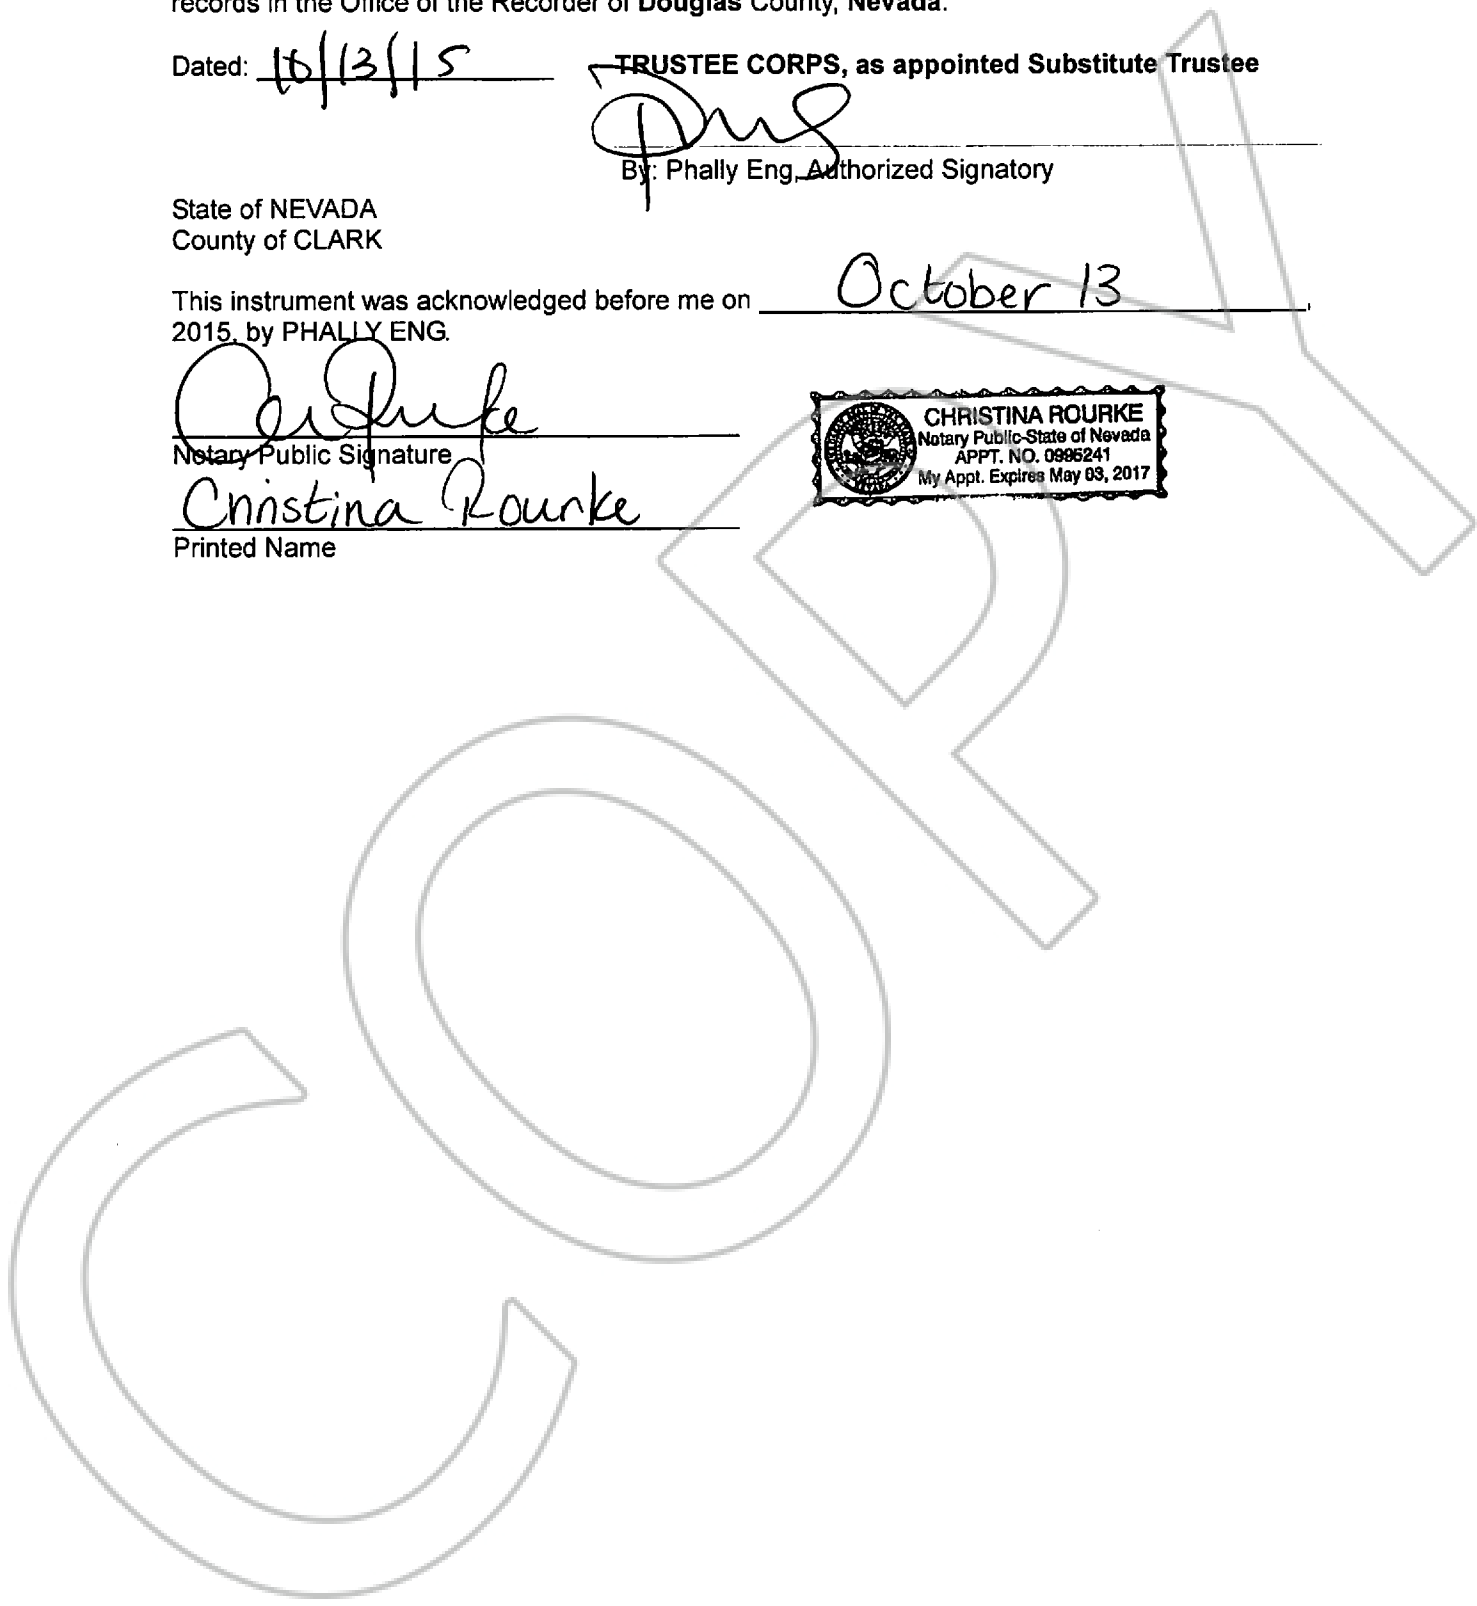 records in the Office of the Recorder of Douglas County, Nevada.
Dated: 10/13/15
TRUSTEE CORPS, as appointed Substitute Trustee
By: Phally Eng, Authorized Signatory
State of NEVADA
County of CLARK
This instrument was acknowledged before me on October 13,
2015, by PHALLY ENG.
Notary Public Signature
Christina Rourke
Printed Name
CHRISTINA ROURKE
Notary Public-State of Nevada
APPT. NO. 0995241
My Appt. Expires May 03, 2017
COPY